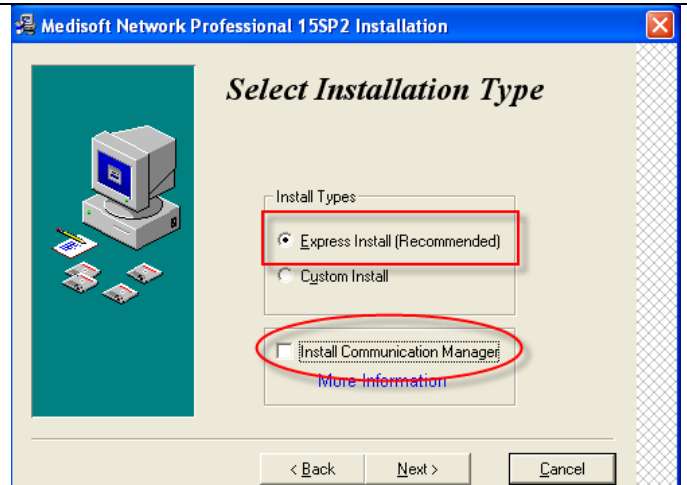 Medisoft Network Professional 15SP2 Installation
Select Installation Type
Install Types
Express Install (Recommended)
Custom Install
Install Communication Manager
More Information
< Back Next > Cancel